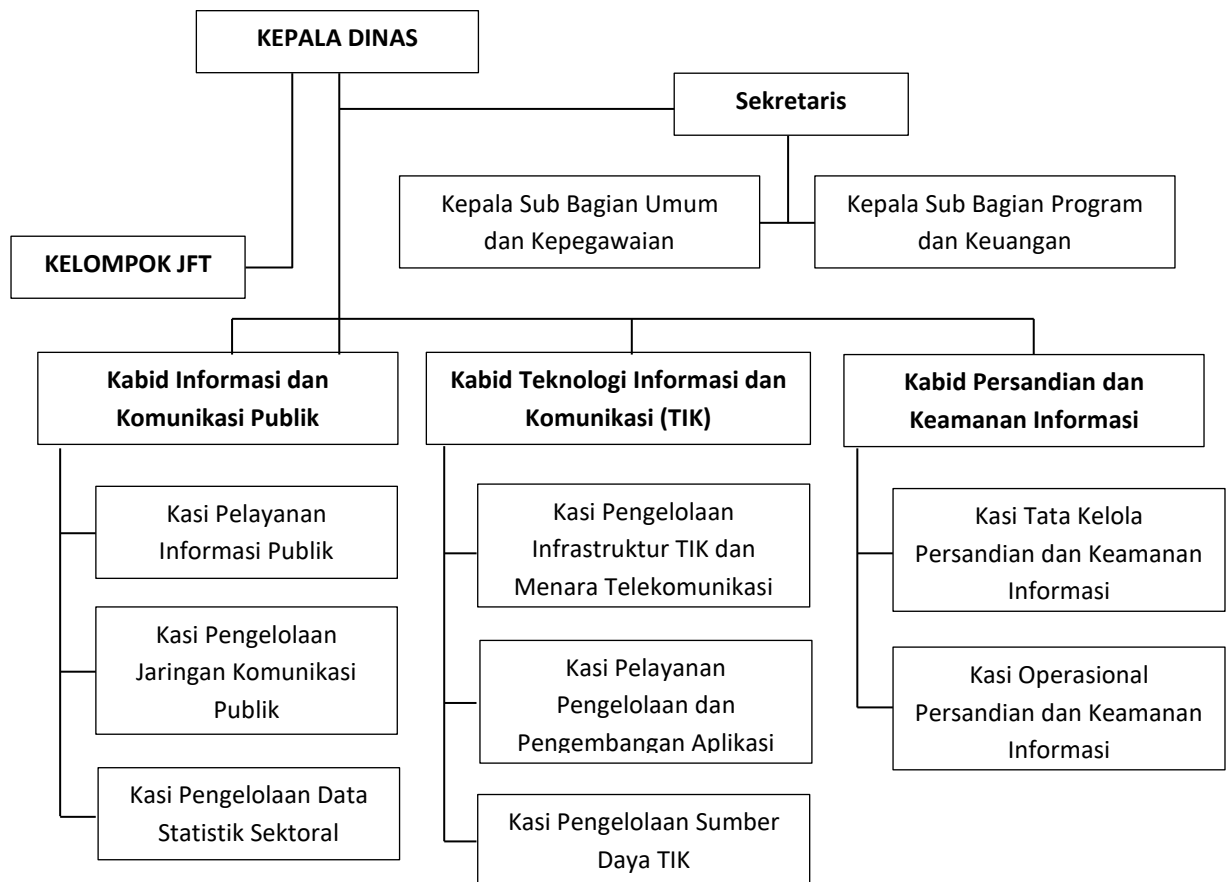 KEPALA DINAS
Sekretaris
Kepala Sub Bagian Umum
dan Kepegawaian
Kepala Sub Bagian Program
dan Keuangan
KELOMPOK JFT
Kabid Informasi dan
Komunikasi Publik
Kabid Teknologi Informasi dan
Komunikasi (TIK)
Kabid Persandian dan
Keamanan Informasi
Kasi Pelayanan
Informasi Publik
Kasi Pengelolaan
Jaringan Komunikasi
Publik
Kasi Pengelolaan Data
Statistik Sektoral
Kasi Pengelolaan
Infrastruktur TIK dan
Menara Telekomunikasi
Kasi Pelayanan
Pengelolaan dan
Pengembangan Aplikasi
Kasi Pengelolaan Sumber
Daya TIK
Kasi Tata Kelola
Persandian dan Keamanan
Informasi
Kasi Operasional
Persandian dan Keamanan
Informasi